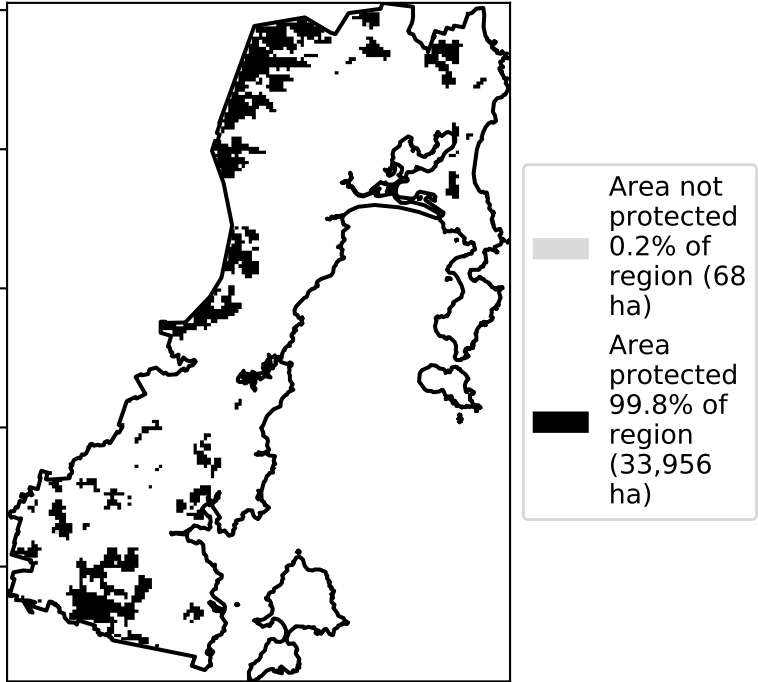 Area not
protected
0.2% of
region (68
ha)
Area
protected
99.8% of
region
(33,956
ha)